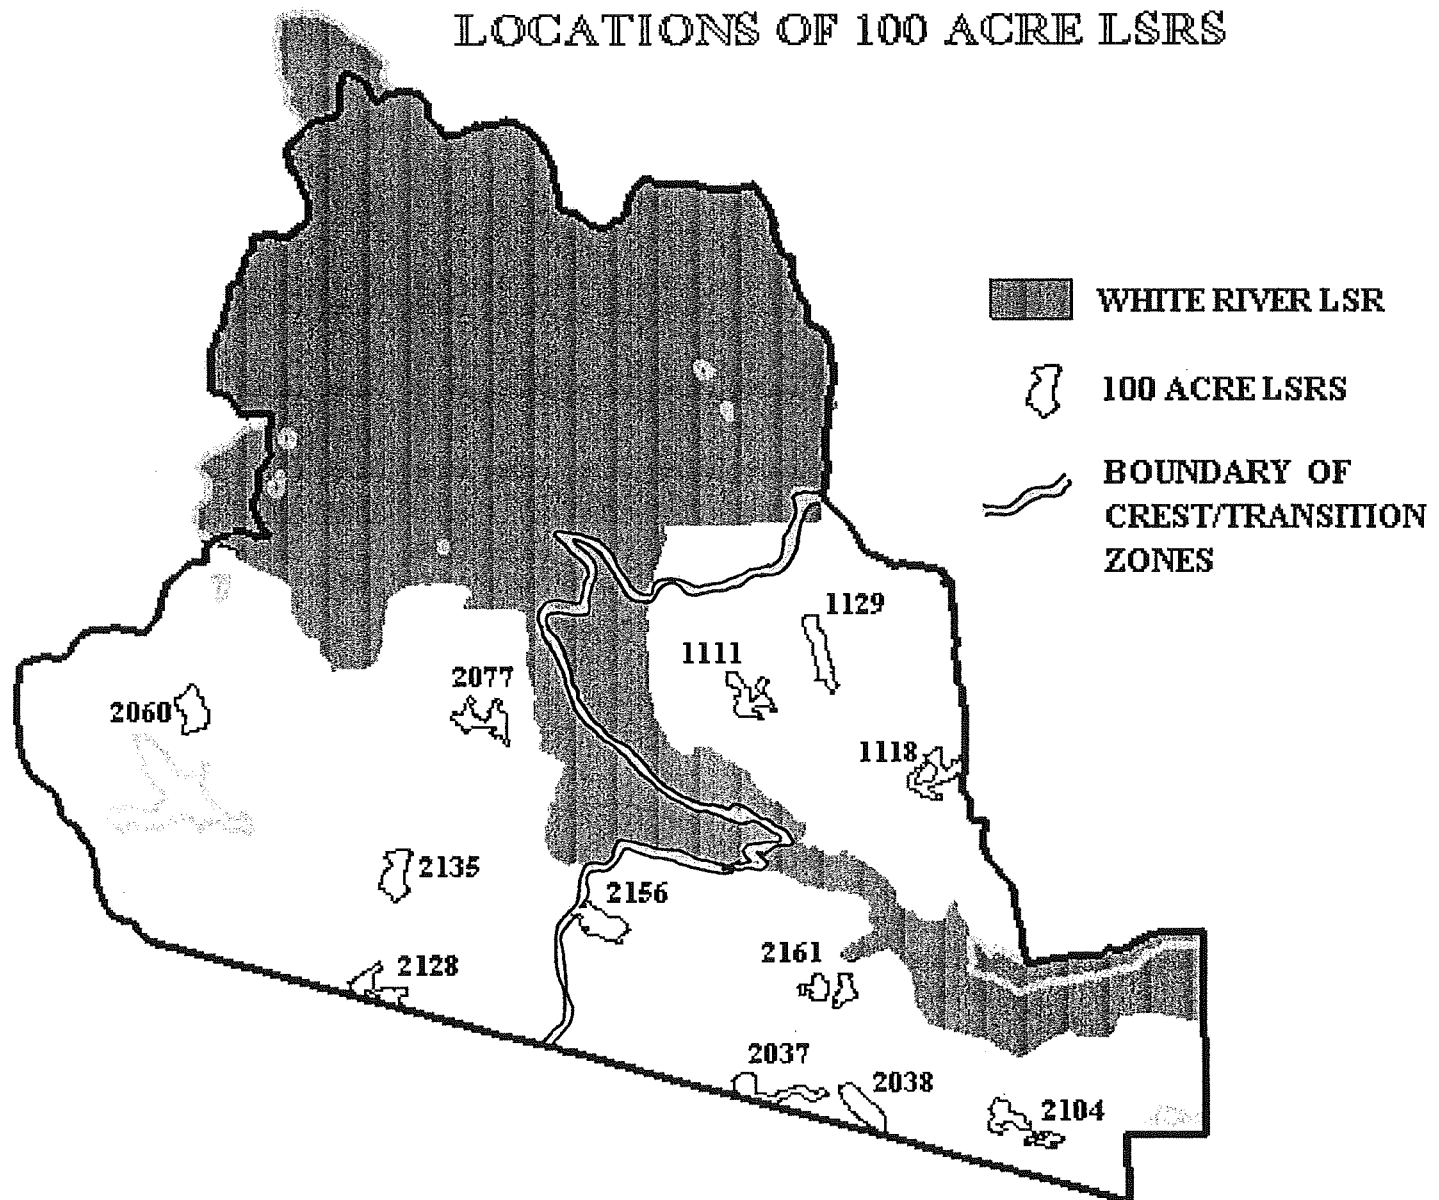 LOCATIONS OF 100 ACRE LSRS
WHITE RIVER LSR
100 ACRE LSRS
BOUNDARY OF
CREST/TRANSITION
ZONES
1129
1111
2077
2060
1118
2135
2156
2161
2128
2037
2038
2104